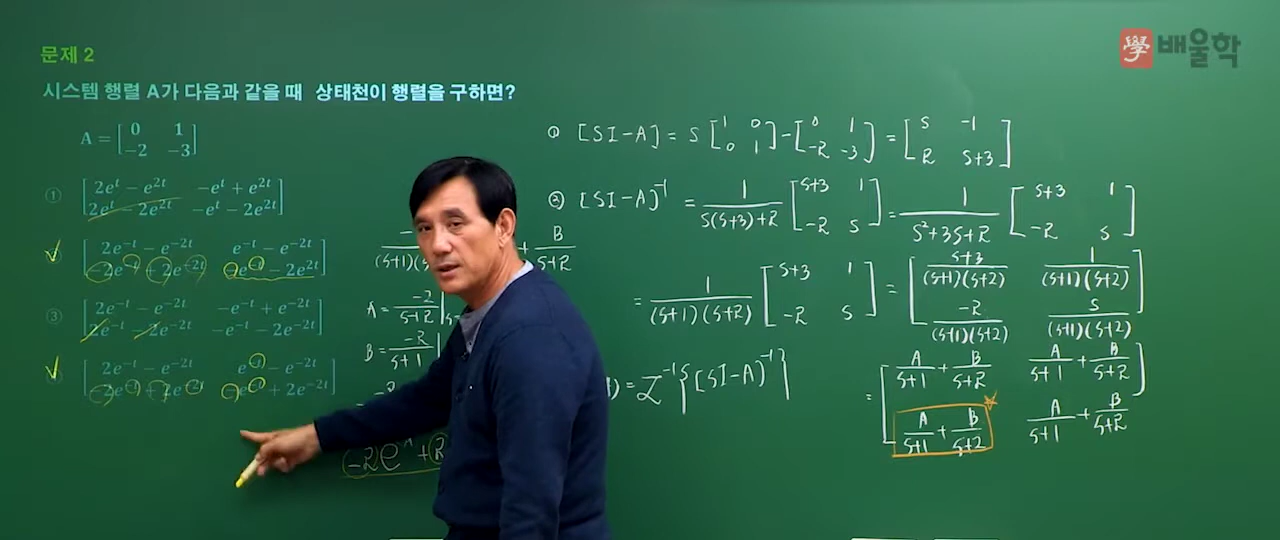 學 배울학
문제 2
시스템 행렬 A가 다음과 같을 때 상태천이 행렬을 구하면?
A = [ 0 1
-2 -3 ]
① [ 2e^t − e^{2t} −e^t + e^{2t}
2e^t − 2e^{2t} −e^t − 2e^{2t} ]
[ 2e^{-t} − e^{-2t} e^{-t} − e^{-2t}
−2e^{-t} + 2e^{-2t} −e^{-t} − 2e^{-2t} ]
③ [ 2e^{-t} − e^{-2t} −e^{-t} + e^{-2t}
2e^{-t} − 2e^{-2t} −e^{-t} − 2e^{-2t} ]
[ 2e^{-t} − e^{-2t} e^{-t} − e^{-2t}
−2e^{-t} + 2e^{-2t} −e^{-t} + 2e^{-2t} ]
+ B/(S+2)
A = -2/(S+2)|
B = -2/(S+1)|
① [SI-A] = S [1 0 / 0 1] - [0 1 / -2 -3] = [S -1 / 2 S+3]
② [SI-A]^{-1} = 1/(S(S+3)+2) [S+3 1 / -2 S] = 1/(S²+3S+2) [S+3 1 / -2 S]
= 1/((S+1)(S+2)) [S+3 1 / -2 S] = [(S+3)/((S+1)(S+2)) 1/((S+1)(S+2)) / -2/((S+1)(S+2)) S/((S+1)(S+2))]
) = L^{-1}{[SI-A]^{-1}}
= [A/(S+1) + B/(S+2) A/(S+1) + B/(S+2)
A/(S+1) + B/(S+2) A/(S+1) + B/(S+2)]